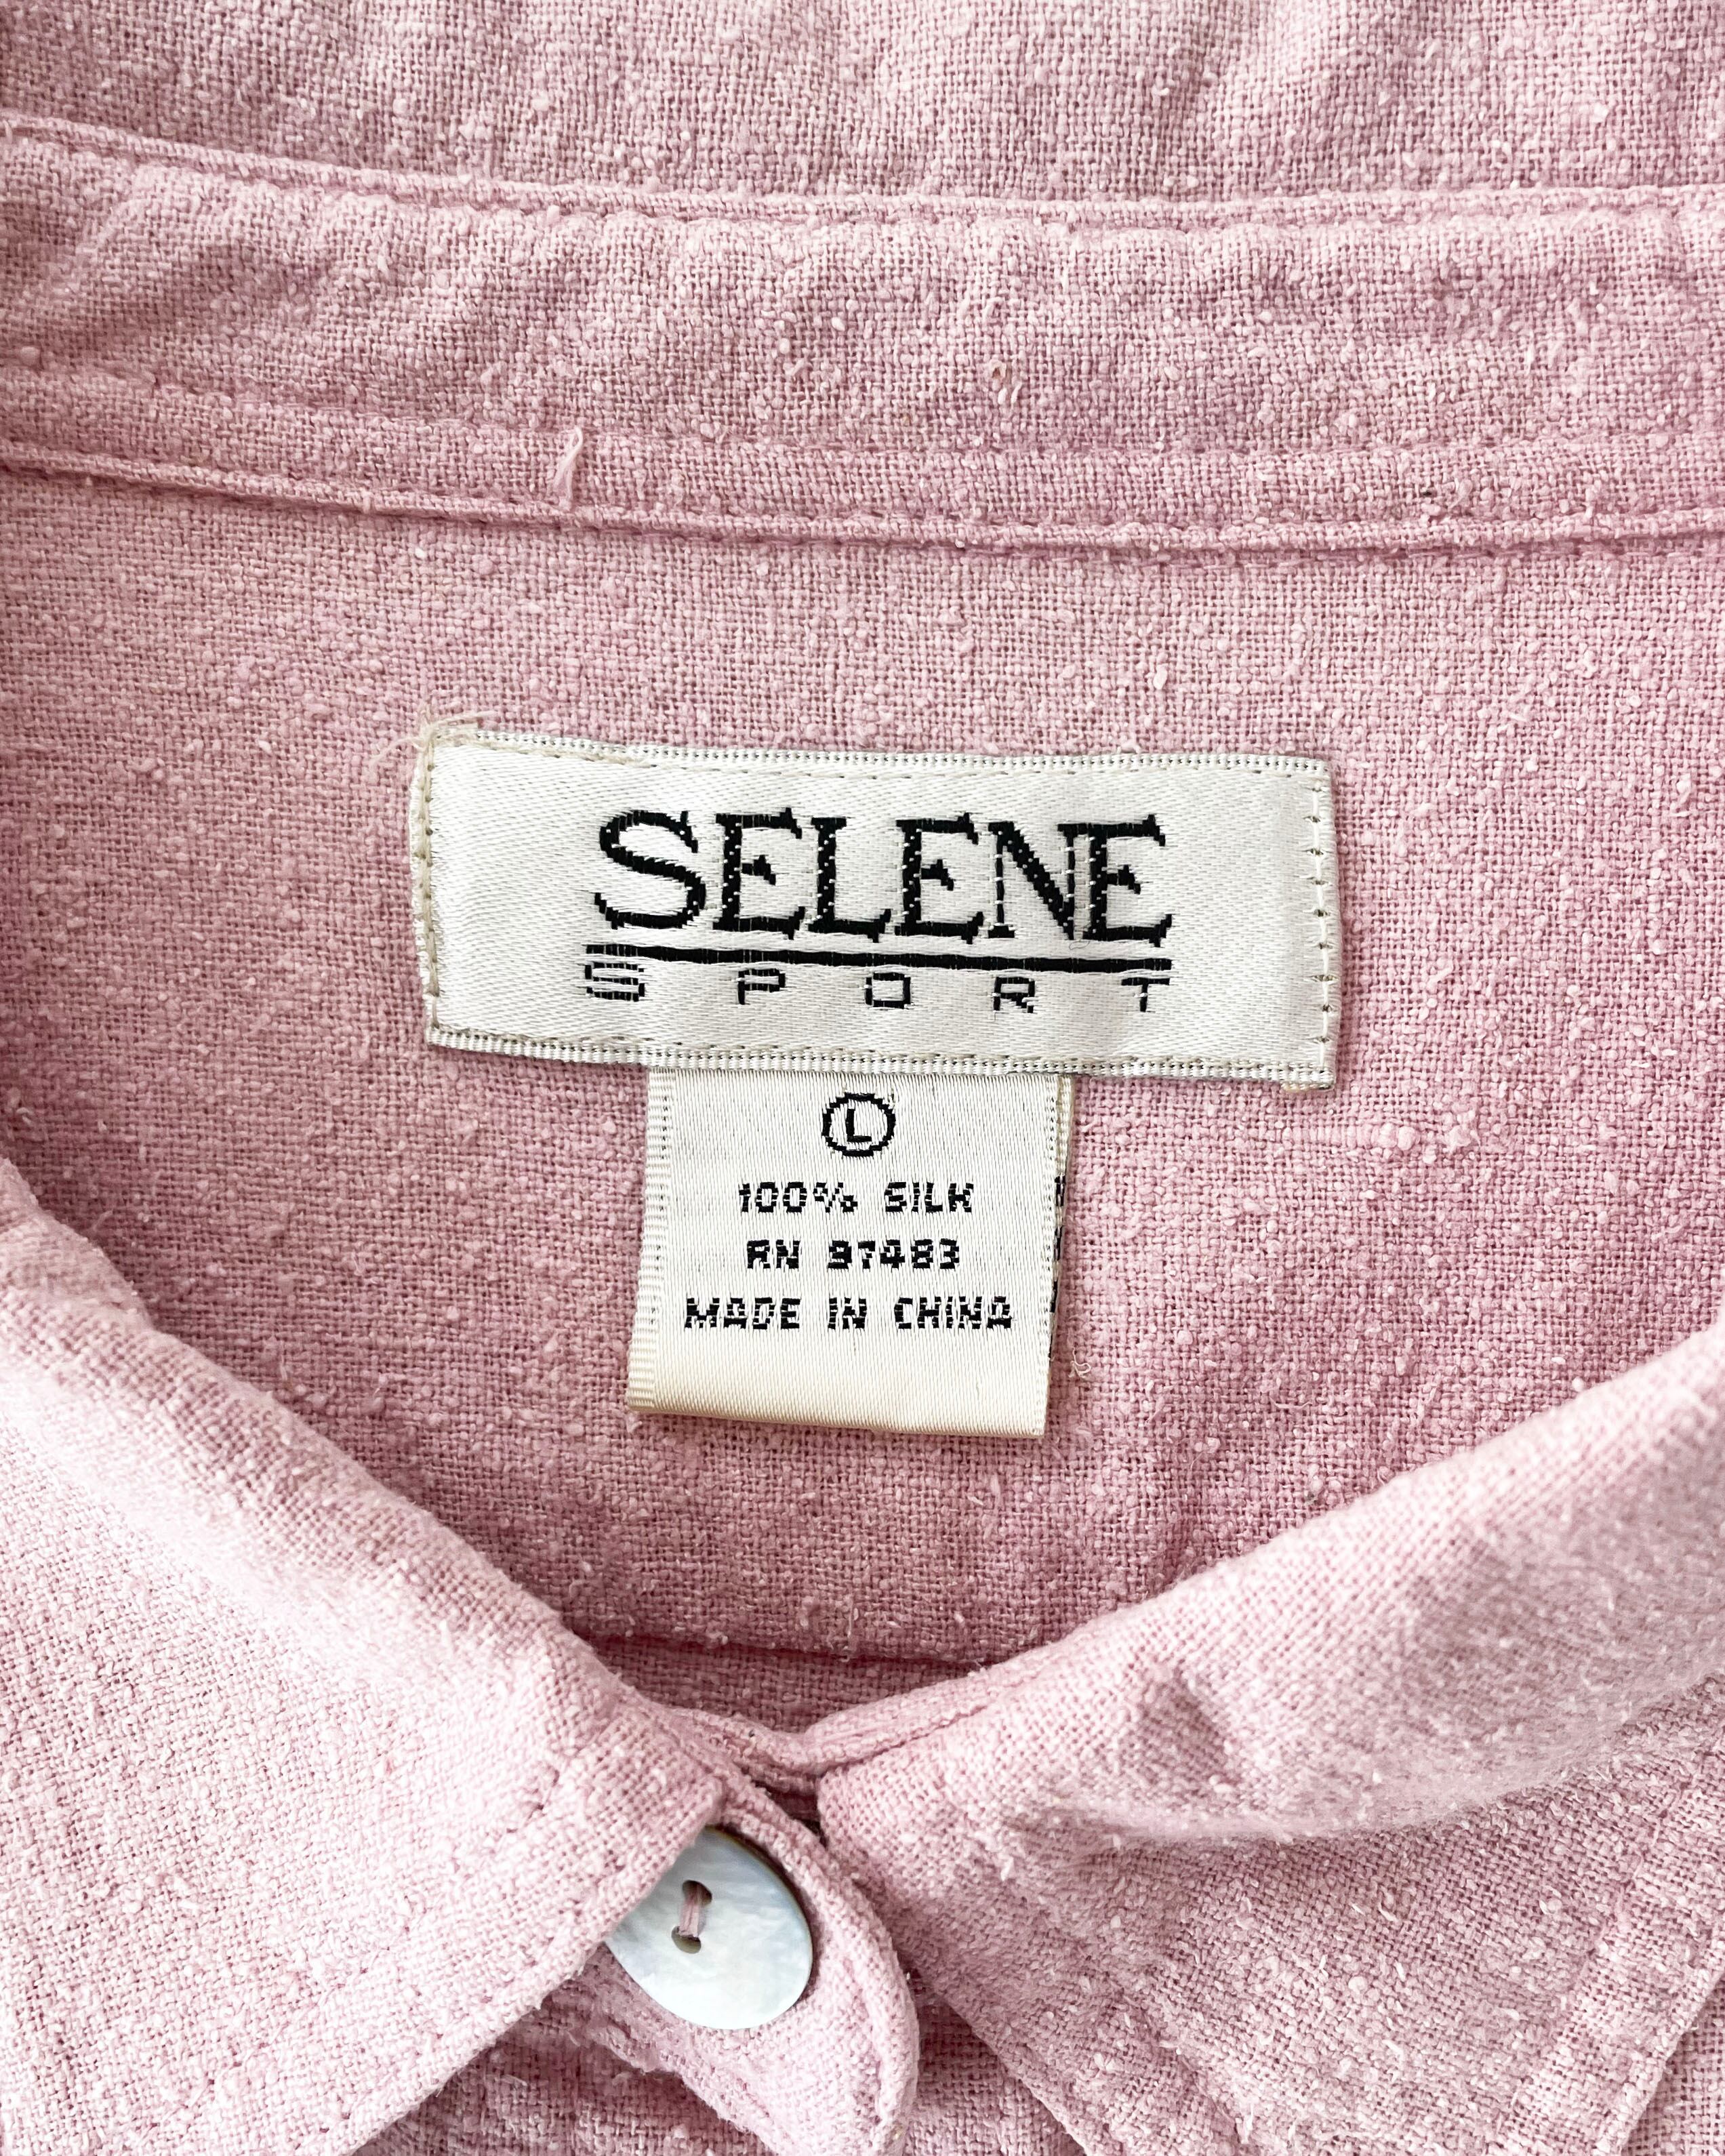 SELENE
SPORT
L
100% SILK
RN 97483
MADE IN CHINA